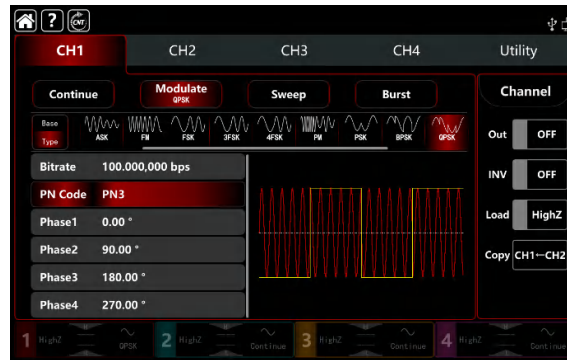 ? CNT
CH1 CH2 CH3 CH4 Utility
Continue Modulate QPSK Sweep Burst Channel
Base
Type ASK FM FSK 3FSK 4FSK PM PSK BPSK QPSK
Out OFF
Bitrate 100.000,000 bps
INV OFF
PN Code PN3
Phase1 0.00 °
Load HighZ
Phase2 90.00 °
Copy CH1←CH2
Phase3 180.00 °
Phase4 270.00 °
1 HighZ QPSK 2 HighZ Continue 3 HighZ Continue 4 HighZ Continue